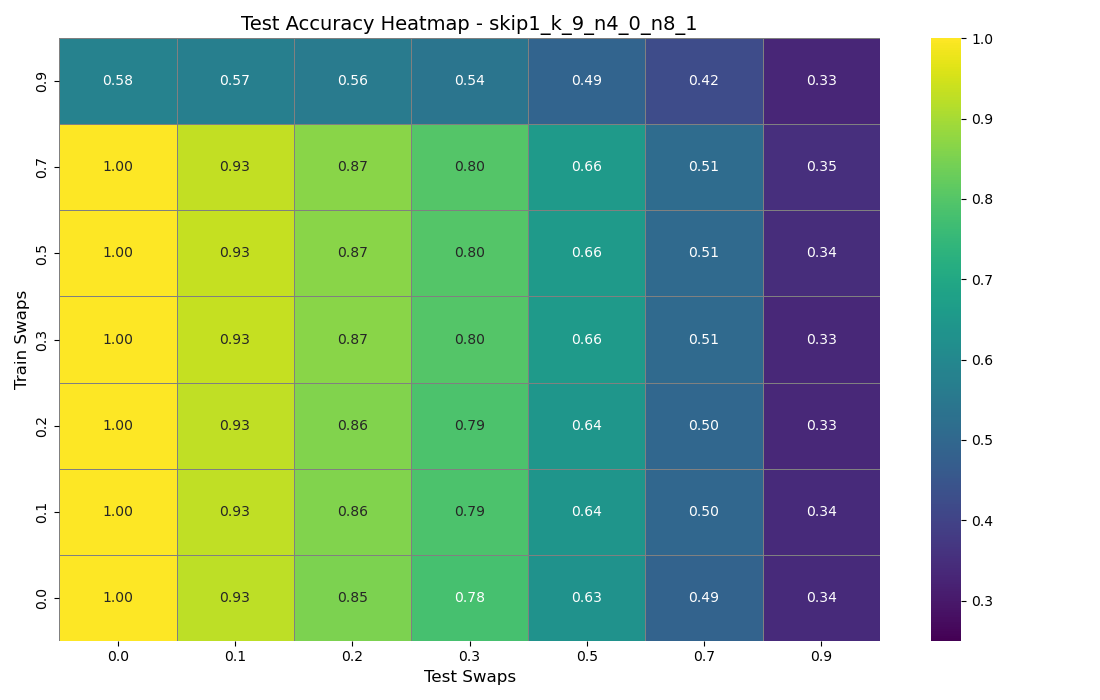 Test Accuracy Heatmap - skip1_k_9_n4_0_n8_1
0.9 0.58 0.57 0.56 0.54 0.49 0.42 0.33
0.7 1.00 0.93 0.87 0.80 0.66 0.51 0.35
0.5 1.00 0.93 0.87 0.80 0.66 0.51 0.34
0.3 1.00 0.93 0.87 0.80 0.66 0.51 0.33
0.2 1.00 0.93 0.86 0.79 0.64 0.50 0.33
0.1 1.00 0.93 0.86 0.79 0.64 0.50 0.34
0.0 1.00 0.93 0.85 0.78 0.63 0.49 0.34
Train Swaps
0.0 0.1 0.2 0.3 0.5 0.7 0.9
Test Swaps
1.0
0.9
0.8
0.7
0.6
0.5
0.4
0.3